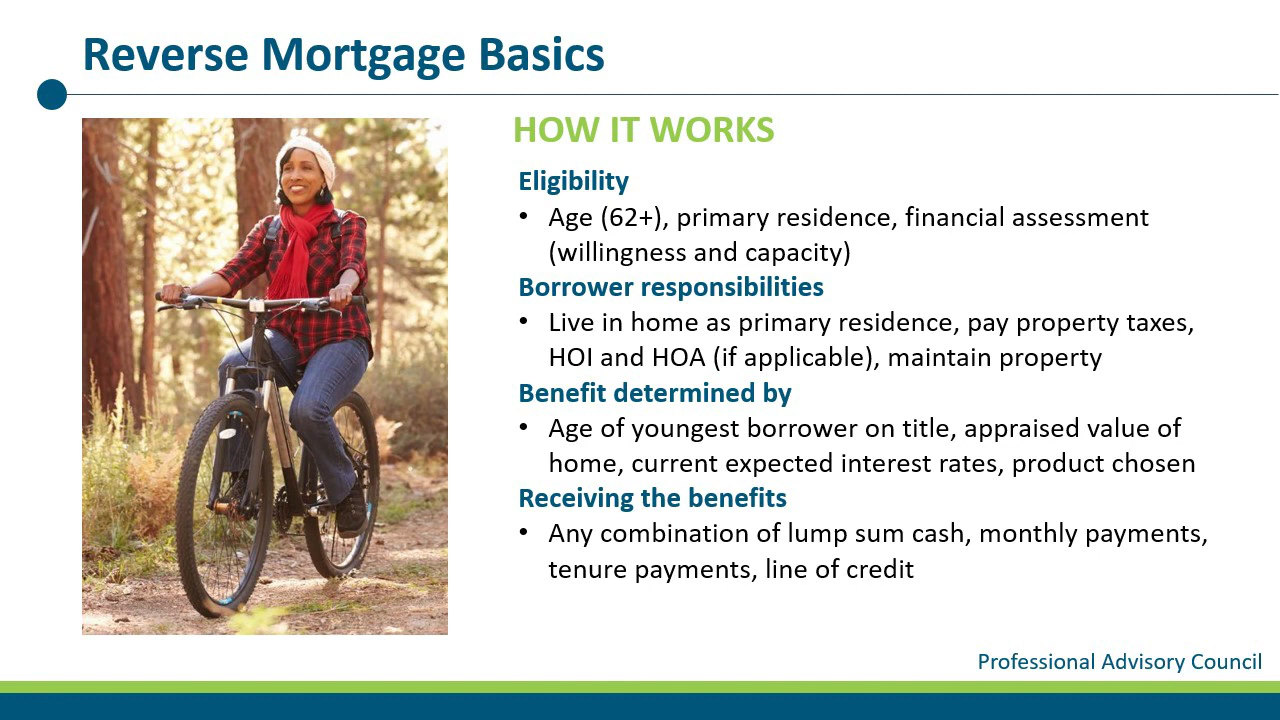 Reverse Mortgage Basics
HOW IT WORKS
Eligibility
• Age (62+), primary residence, financial assessment
(willingness and capacity)
Borrower responsibilities
• Live in home as primary residence, pay property taxes,
HOI and HOA (if applicable), maintain property
Benefit determined by
• Age of youngest borrower on title, appraised value of
home, current expected interest rates, product chosen
Receiving the benefits
• Any combination of lump sum cash, monthly payments,
tenure payments, line of credit
Professional Advisory Council